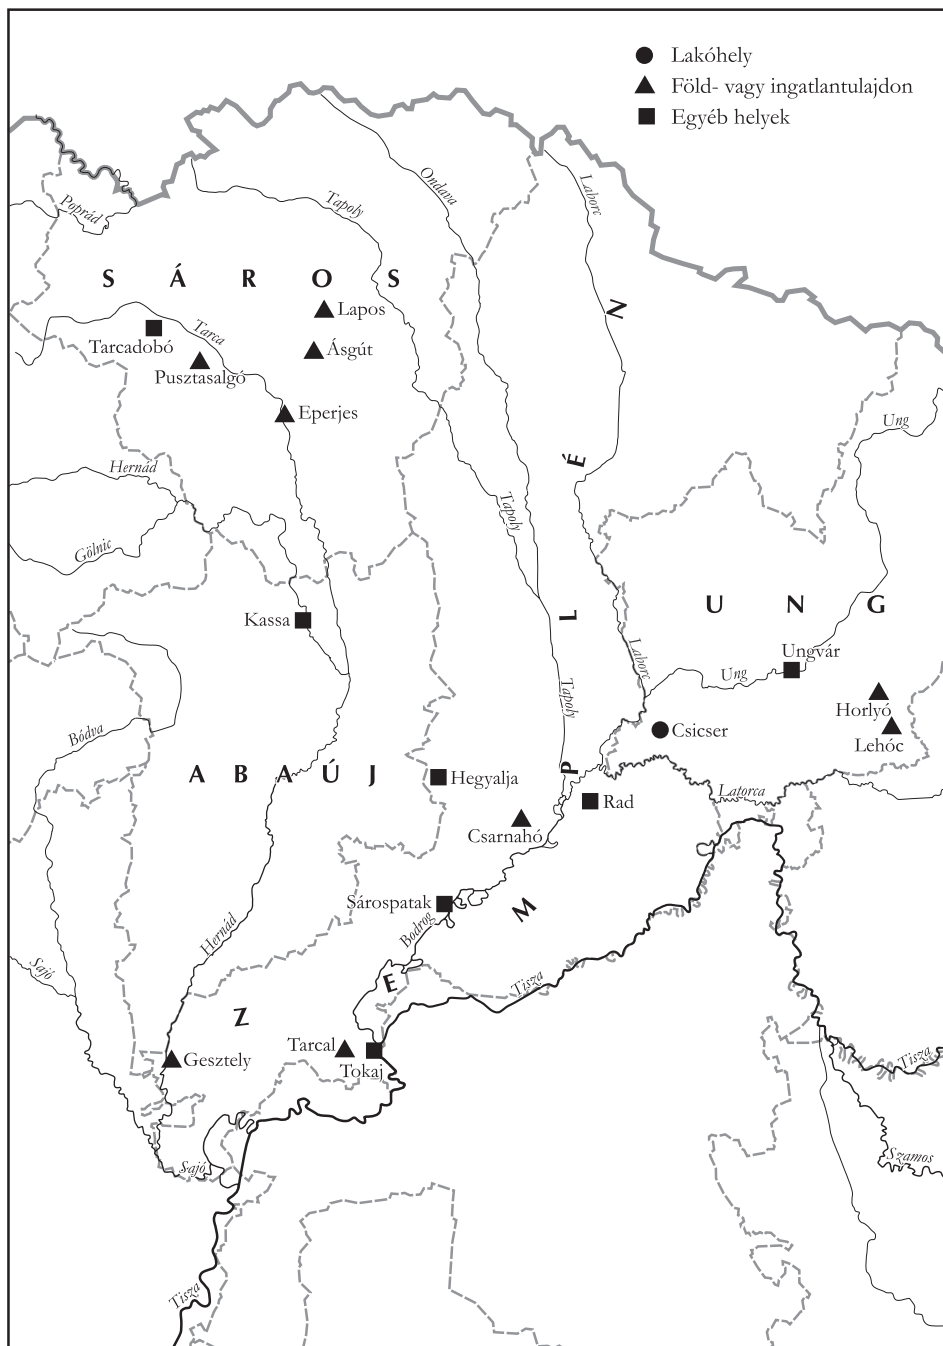 Lakóhely
Föld- vagy ingatlantulajdon
Egyéb helyek
Poprád
Tapoly
Ondava
Laborc
S Á R O S
Lapos
Tarca
Tarcadobó
Ásgút
Pusztasalgó
Eperjes
Ung
Hernád
Gölnic
Tapoly
Z E M P L É N
U N G
Kassa
Laborc
Ungvár
Ung
Tapoly
Horlyó
Bódva
Csicser
Lehóc
A B A Ú J
Hegyalja
Latorca
Rad
Csarnahó
Sárospatak
Bodrog
Hernád
Sajó
Tisza
Tarcal
Tokaj
Gesztely
Tisza
Szamos
Sajó
Tisza